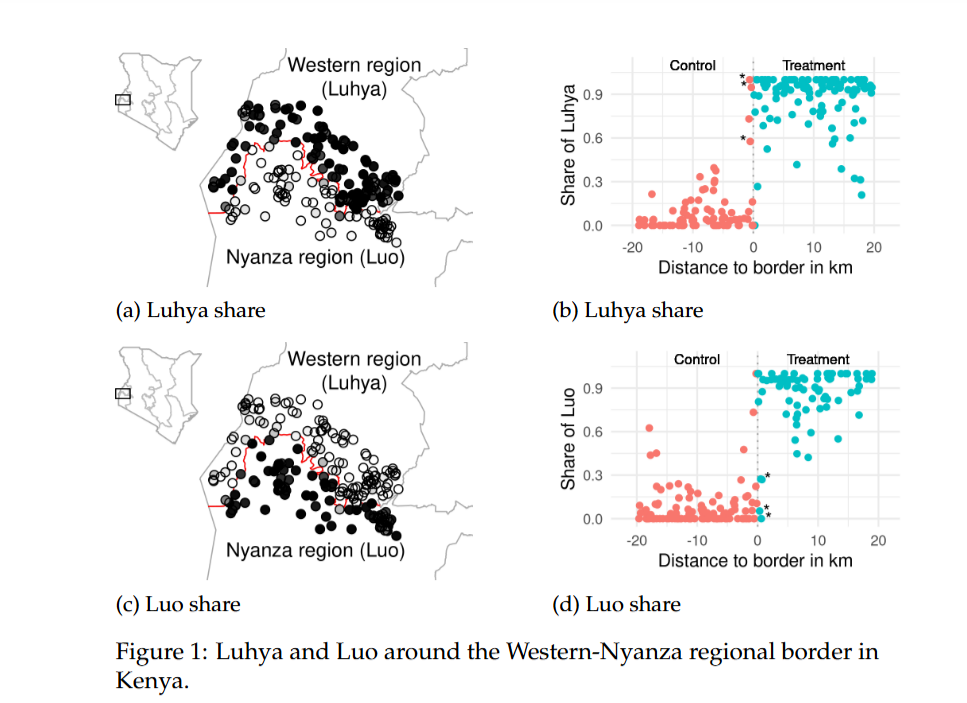 Western region
(Luhya)
Nyanza region (Luo)
(a) Luhya share
Control
Treatment
*
*
*
Share of Luhya
0.9
0.6
0.3
0.0
-20
-10
0
10
20
Distance to border in km
(b) Luhya share
Western region
(Luhya)
Nyanza region (Luo)
(c) Luo share
Control
Treatment
*
*
*
Share of Luo
0.9
0.6
0.3
0.0
-20
-10
0
10
20
Distance to border in km
(d) Luo share
Figure 1: Luhya and Luo around the Western-Nyanza regional border in
Kenya.